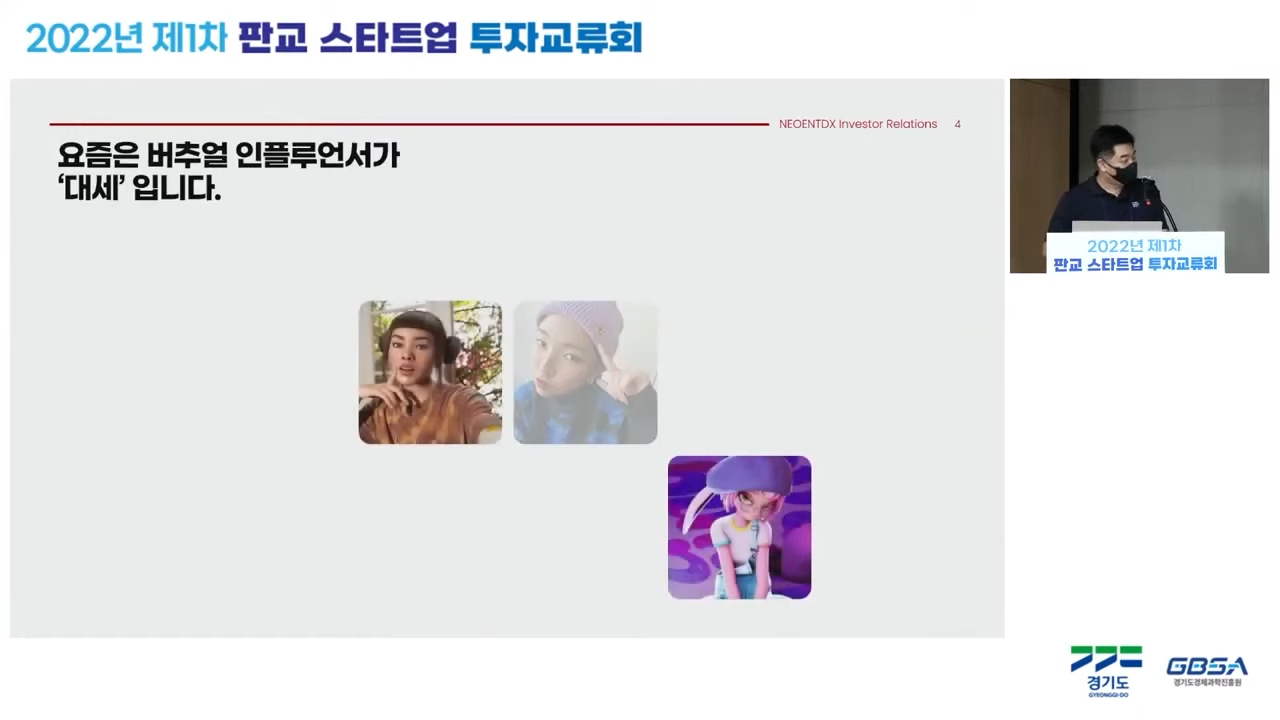 2022년 제1차 판교 스타트업 투자교류회
NEOENTDX Investor Relations 4
요즘은 버추얼 인플루언서가
‘대세’ 입니다.
2022년 제1차
판교 스타트업 투자교류회
경기도
GYEONGGI-DO
GBSA
경기도경제과학진흥원